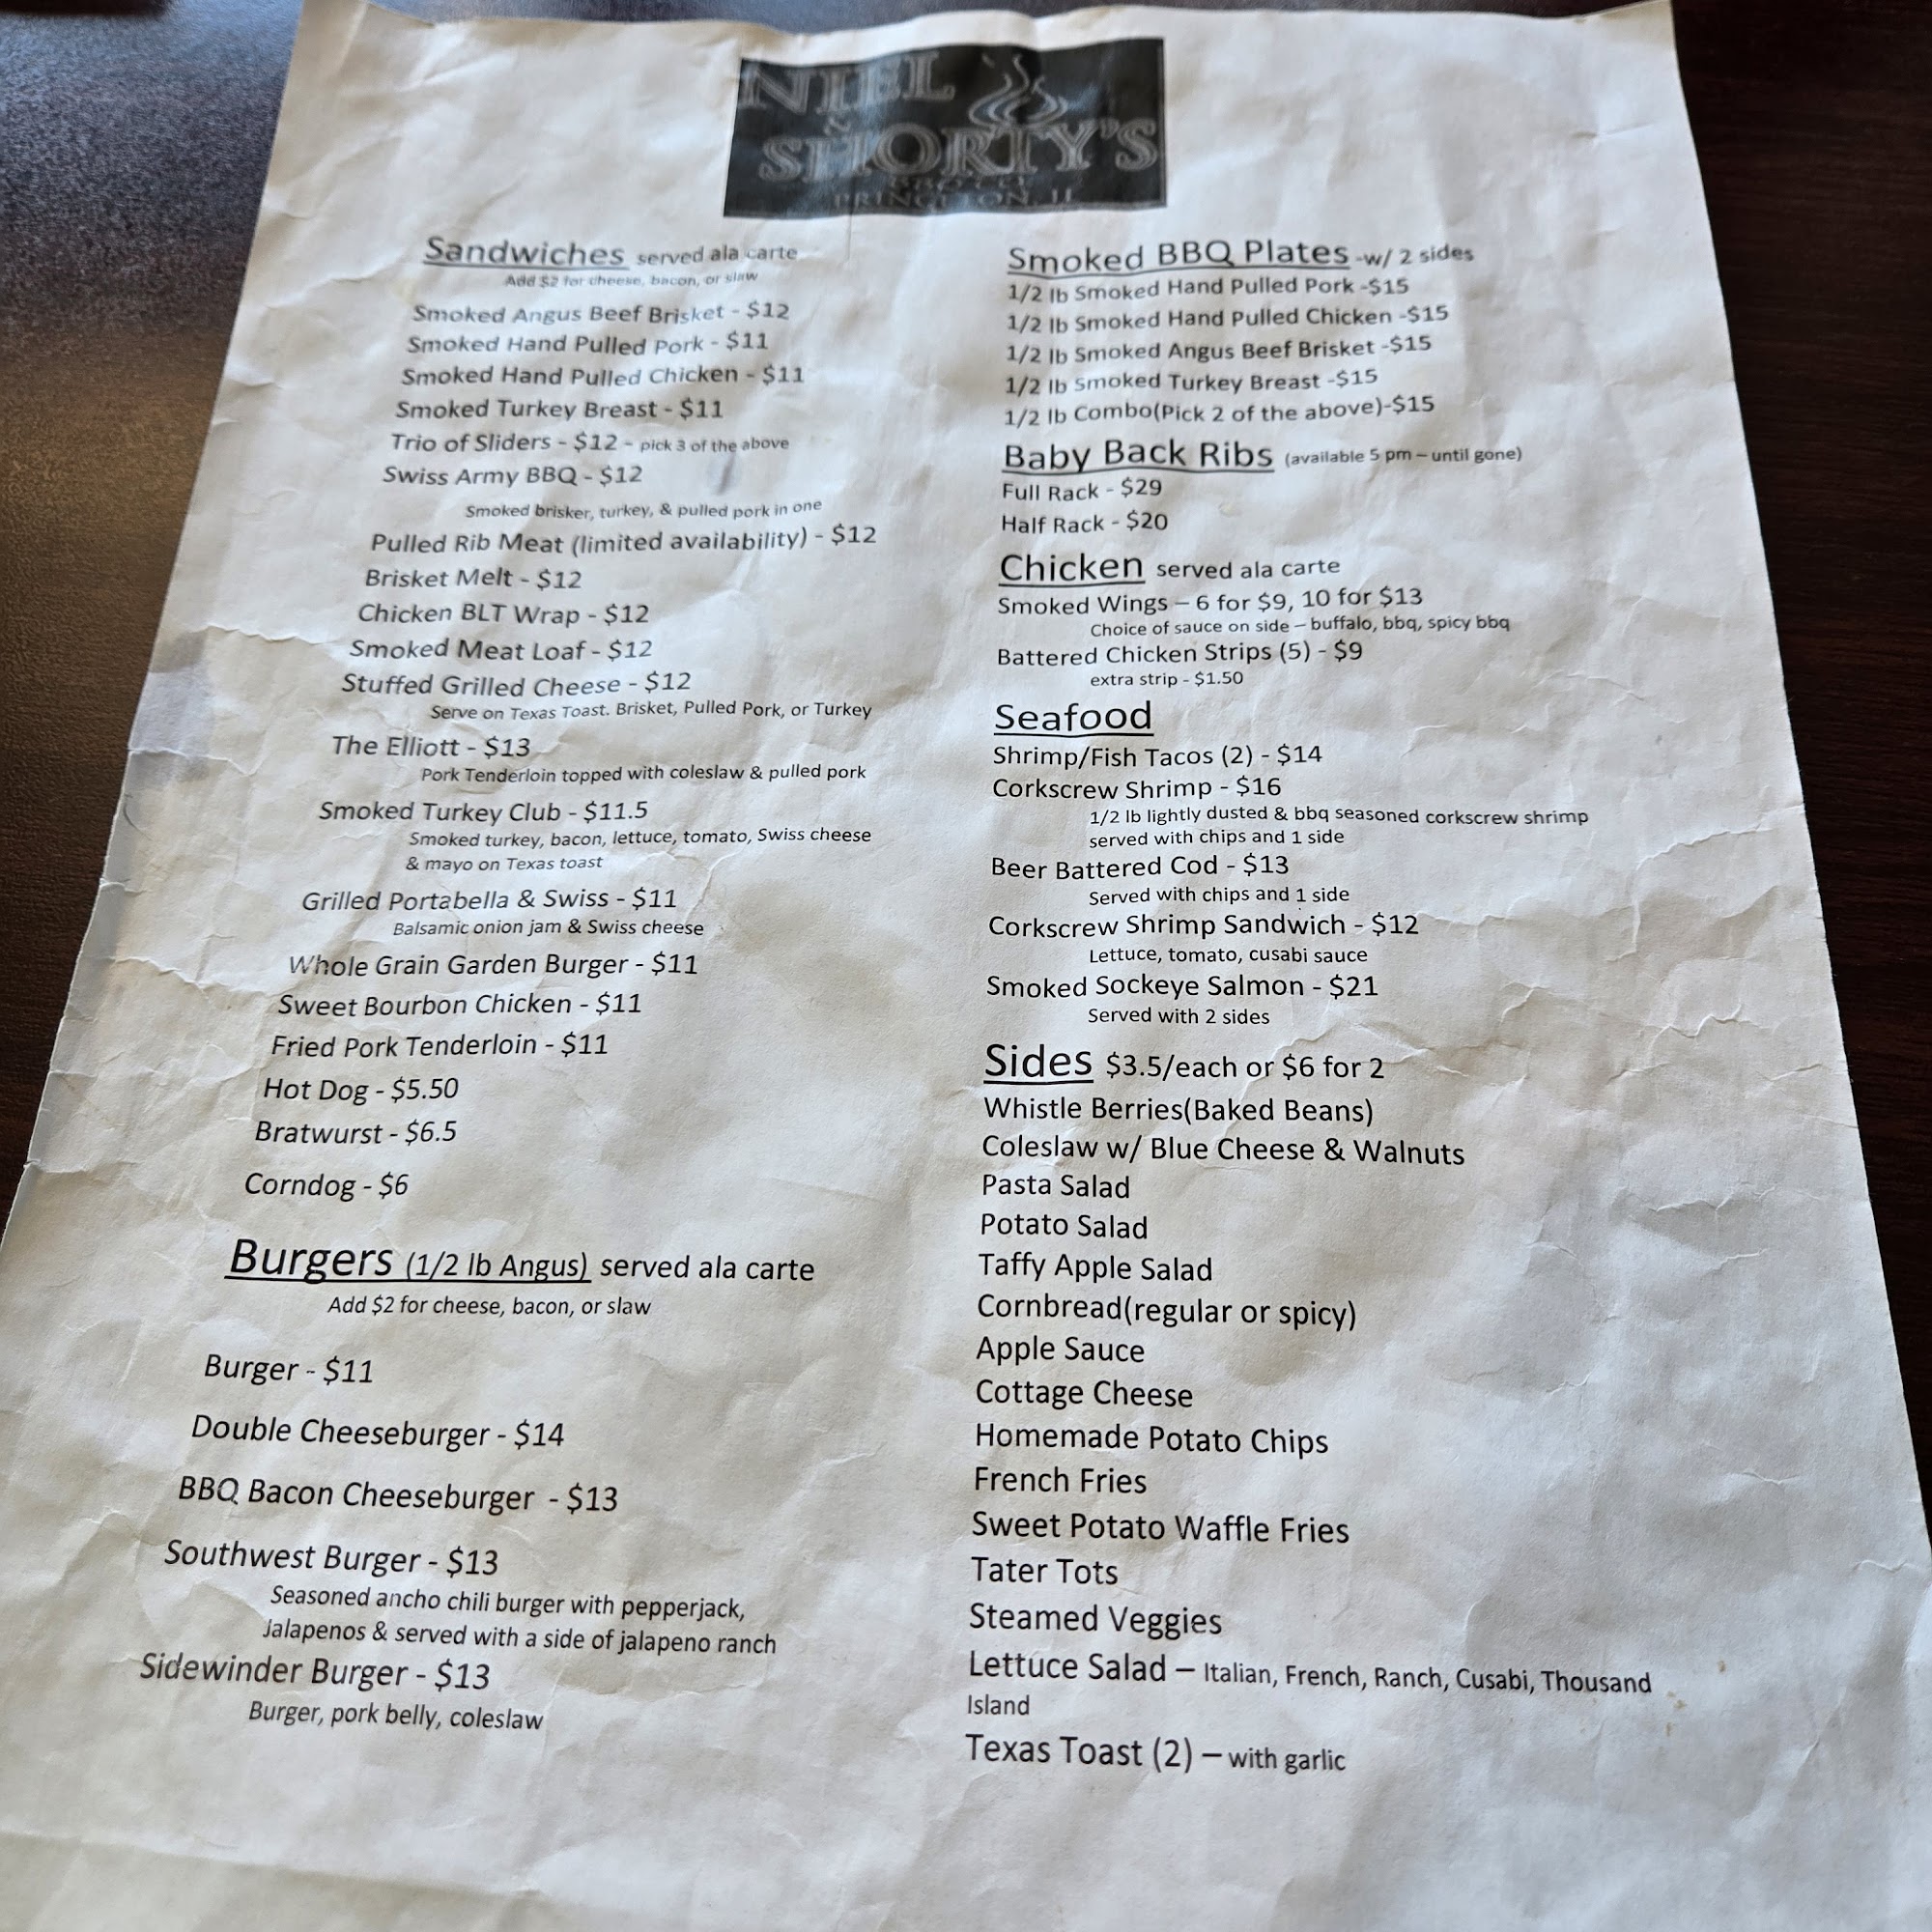 NIEL
&
SHORTY'S
PRINCETON, IL
Sandwiches served ala carte
Add $2 for cheese, bacon, or slaw
Smoked Angus Beef Brisket - $12
Smoked Hand Pulled Pork - $11
Smoked Hand Pulled Chicken - $11
Smoked Turkey Breast - $11
Trio of Sliders - $12 - pick 3 of the above
Swiss Army BBQ - $12
Smoked brisker, turkey, & pulled pork in one
Pulled Rib Meat (limited availability) - $12
Brisket Melt - $12
Chicken BLT Wrap - $12
Smoked Meat Loaf - $12
Stuffed Grilled Cheese - $12
Serve on Texas Toast. Brisket, Pulled Pork, or Turkey
The Elliott - $13
Pork Tenderloin topped with coleslaw & pulled pork
Smoked Turkey Club - $11.5
Smoked turkey, bacon, lettuce, tomato, Swiss cheese
& mayo on Texas toast
Grilled Portabella & Swiss - $11
Balsamic onion jam & Swiss cheese
Whole Grain Garden Burger - $11
Sweet Bourbon Chicken - $11
Fried Pork Tenderloin - $11
Hot Dog - $5.50
Bratwurst - $6.5
Corndog - $6
Burgers (1/2 lb Angus) served ala carte
Add $2 for cheese, bacon, or slaw
Burger - $11
Double Cheeseburger - $14
BBQ Bacon Cheeseburger - $13
Southwest Burger - $13
Seasoned ancho chili burger with pepperjack,
Jalapenos & served with a side of jalapeno ranch
Sidewinder Burger - $13
Burger, pork belly, coleslaw
Smoked BBQ Plates -w/ 2 sides
1/2 lb Smoked Hand Pulled Pork -$15
1/2 lb Smoked Hand Pulled Chicken -$15
1/2 lb Smoked Angus Beef Brisket -$15
1/2 lb Smoked Turkey Breast -$15
1/2 lb Combo(Pick 2 of the above)-$15
Baby Back Ribs (available 5 pm – until gone)
Full Rack - $29
Half Rack - $20
Chicken served ala carte
Smoked Wings – 6 for $9, 10 for $13
Choice of sauce on side – buffalo, bbq, spicy bbq
Battered Chicken Strips (5) - $9
extra strip - $1.50
Seafood
Shrimp/Fish Tacos (2) - $14
Corkscrew Shrimp - $16
1/2 lb lightly dusted & bbq seasoned corkscrew shrimp
served with chips and 1 side
Beer Battered Cod - $13
Served with chips and 1 side
Corkscrew Shrimp Sandwich - $12
Lettuce, tomato, cusabi sauce
Smoked Sockeye Salmon - $21
Served with 2 sides
Sides $3.5/each or $6 for 2
Whistle Berries(Baked Beans)
Coleslaw w/ Blue Cheese & Walnuts
Pasta Salad
Potato Salad
Taffy Apple Salad
Cornbread(regular or spicy)
Apple Sauce
Cottage Cheese
Homemade Potato Chips
French Fries
Sweet Potato Waffle Fries
Tater Tots
Steamed Veggies
Lettuce Salad – Italian, French, Ranch, Cusabi, Thousand
Island
Texas Toast (2) – with garlic